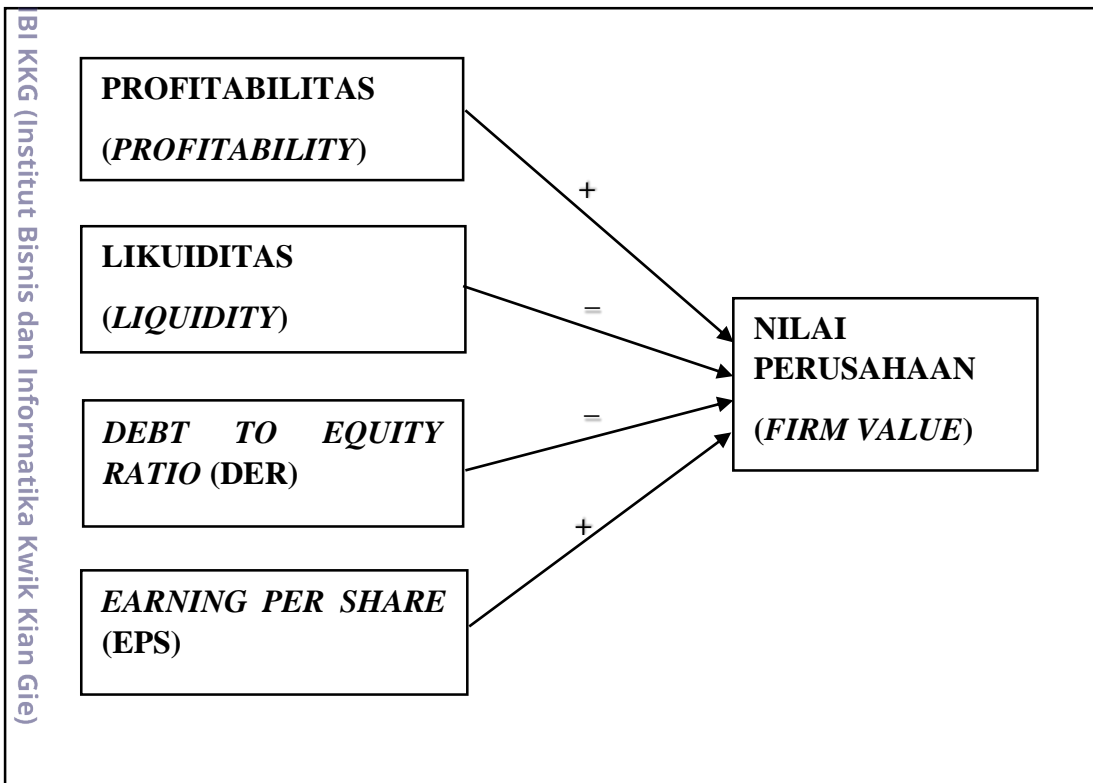 IBI KKG (Institut Bisnis dan Informatika Kwik Kian Gie)
PROFITABILITAS
(PROFITABILITY)
+
LIKUIDITAS
(LIQUIDITY)
–
NILAI
PERUSAHAAN
(FIRM VALUE)
DEBT TO EQUITY
RATIO (DER)
–
EARNING PER SHARE
(EPS)
+